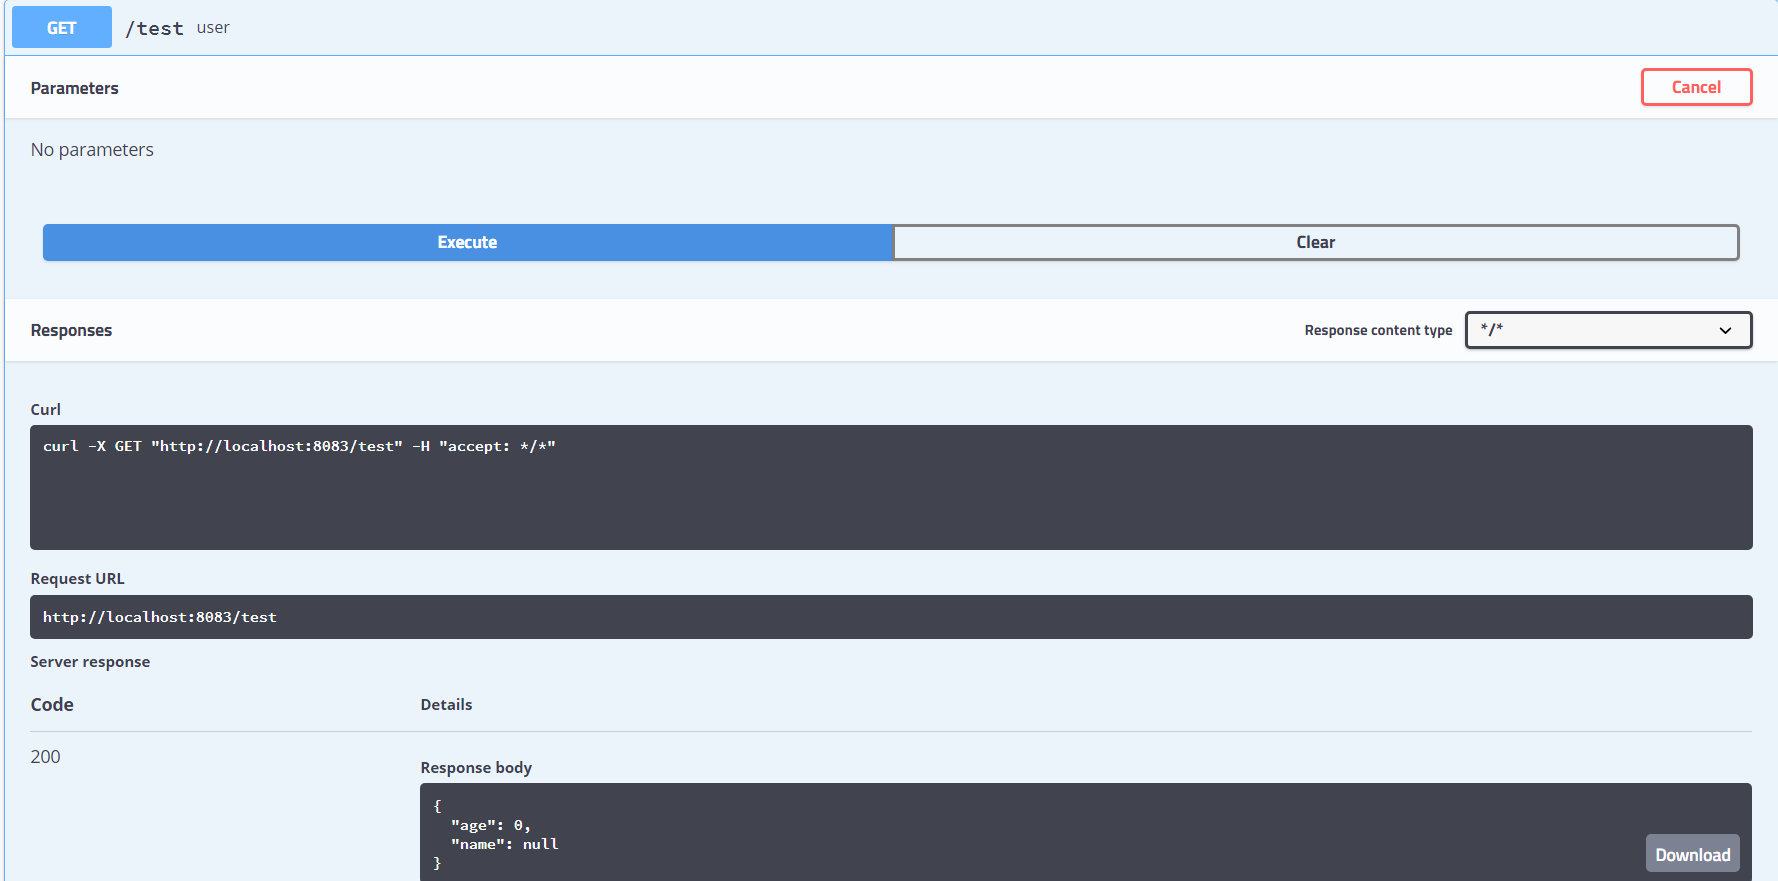 GET /test user
Parameters Cancel
No parameters
Execute Clear
Responses Response content type */*
Curl
curl -X GET "http://localhost:8083/test" -H "accept: */*"
Request URL
http://localhost:8083/test
Server response
Code Details
200
Response body
{
  "age": 0,
  "name": null
}
Download